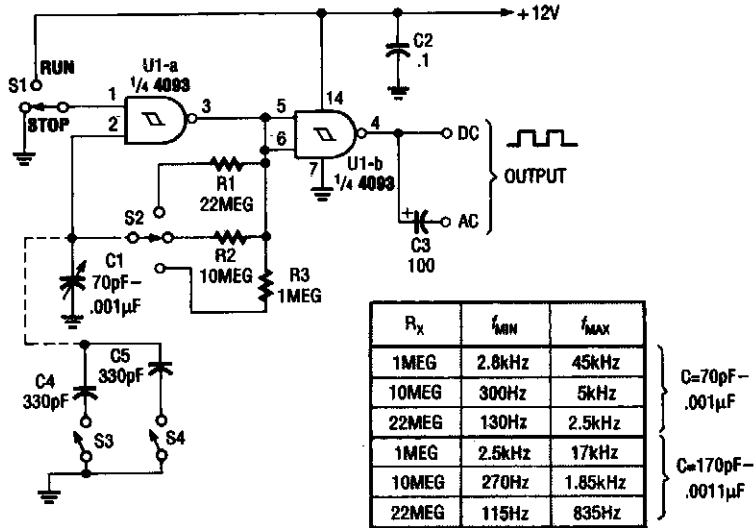 +12V
RUN
S1
STOP
U1-a
1/4 4093
1
2
3
5
6
14
4
7
U1-b
1/4 4093
C2
.1
DC
OUTPUT
AC
+
C3
100
R1
22MEG
S2
R2
10MEG
R3
1MEG
C1
70pF–
.001µF
C5
330pF
C4
330pF
S3
S4
RX fMIN fMAX
1MEG 2.8kHz 45kHz
10MEG 300Hz 5kHz
22MEG 130Hz 2.5kHz
C=70pF–
.001µF
1MEG 2.5kHz 17kHz
10MEG 270Hz 1.85kHz
22MEG 115Hz 835Hz
C=170pF–
.0011µF